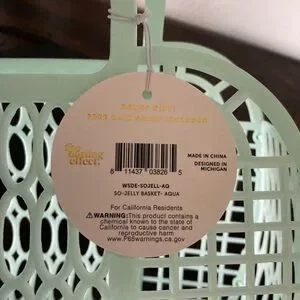 the
darling
effect
MADE IN CHINA
DESIGNED IN
MICHIGAN
6 11437 03826 5
WSDE-SOJELL-AQ
SO-JELLY BASKET- AQUA
For California Residents
⚠WARNING:This product contains a
chemical known to the state of
California to cause cancer and
reproductive harm
www.P65warnings.ca.gov